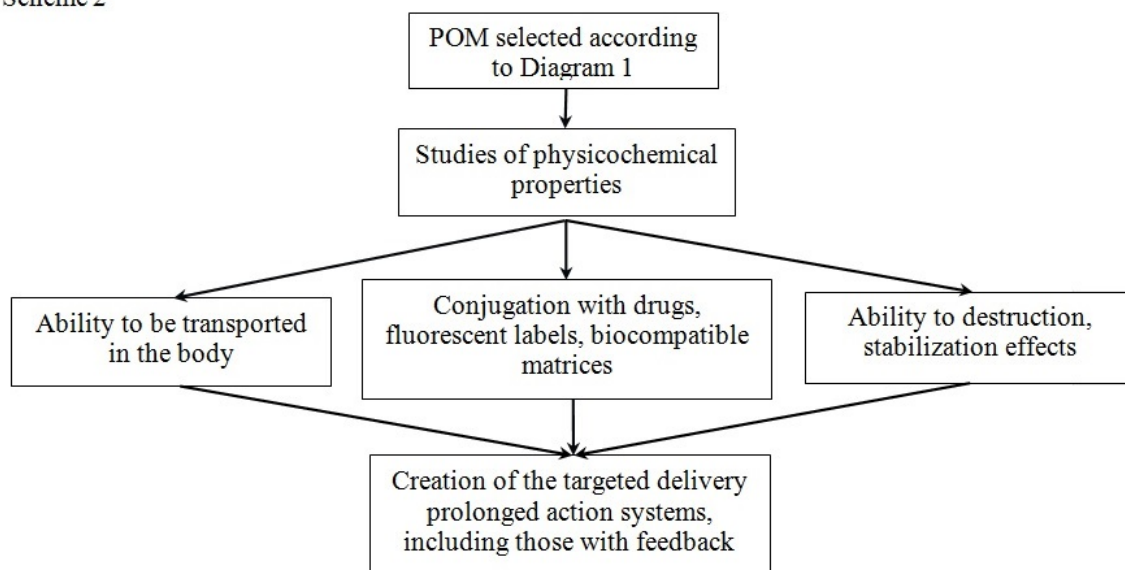 Scheme 2
POM selected according
to Diagram 1
Studies of physicochemical
properties
Ability to be transported
in the body
Conjugation with drugs,
fluorescent labels, biocompatible
matrices
Ability to destruction,
stabilization effects
Creation of the targeted delivery
prolonged action systems,
including those with feedback